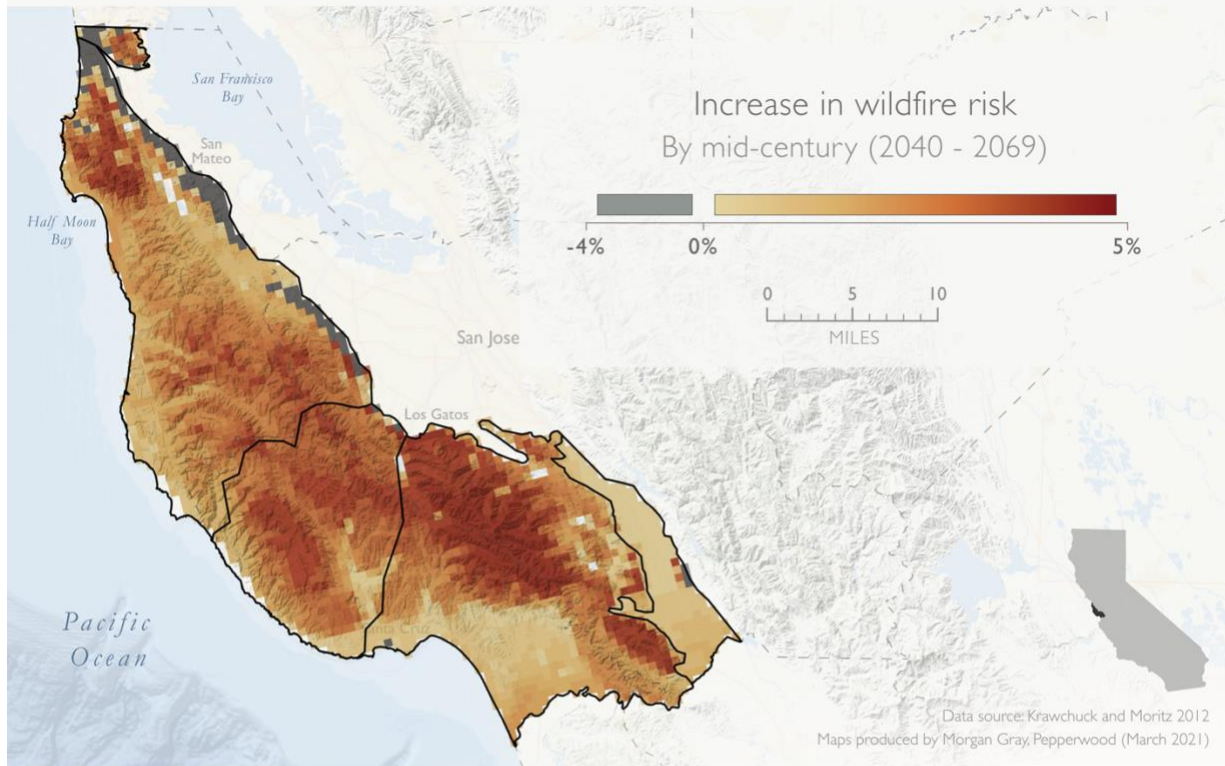 San Francisco
Bay
San
Mateo
Half Moon
Bay
San Jose
Los Gatos
Pacific
Ocean
Increase in wildfire risk
By mid-century (2040 - 2069)
-4%
0%
5%
0
5
10
MILES
Data source: Krawchuck and Moritz 2012
Maps produced by Morgan Gray, Pepperwood (March 2021)